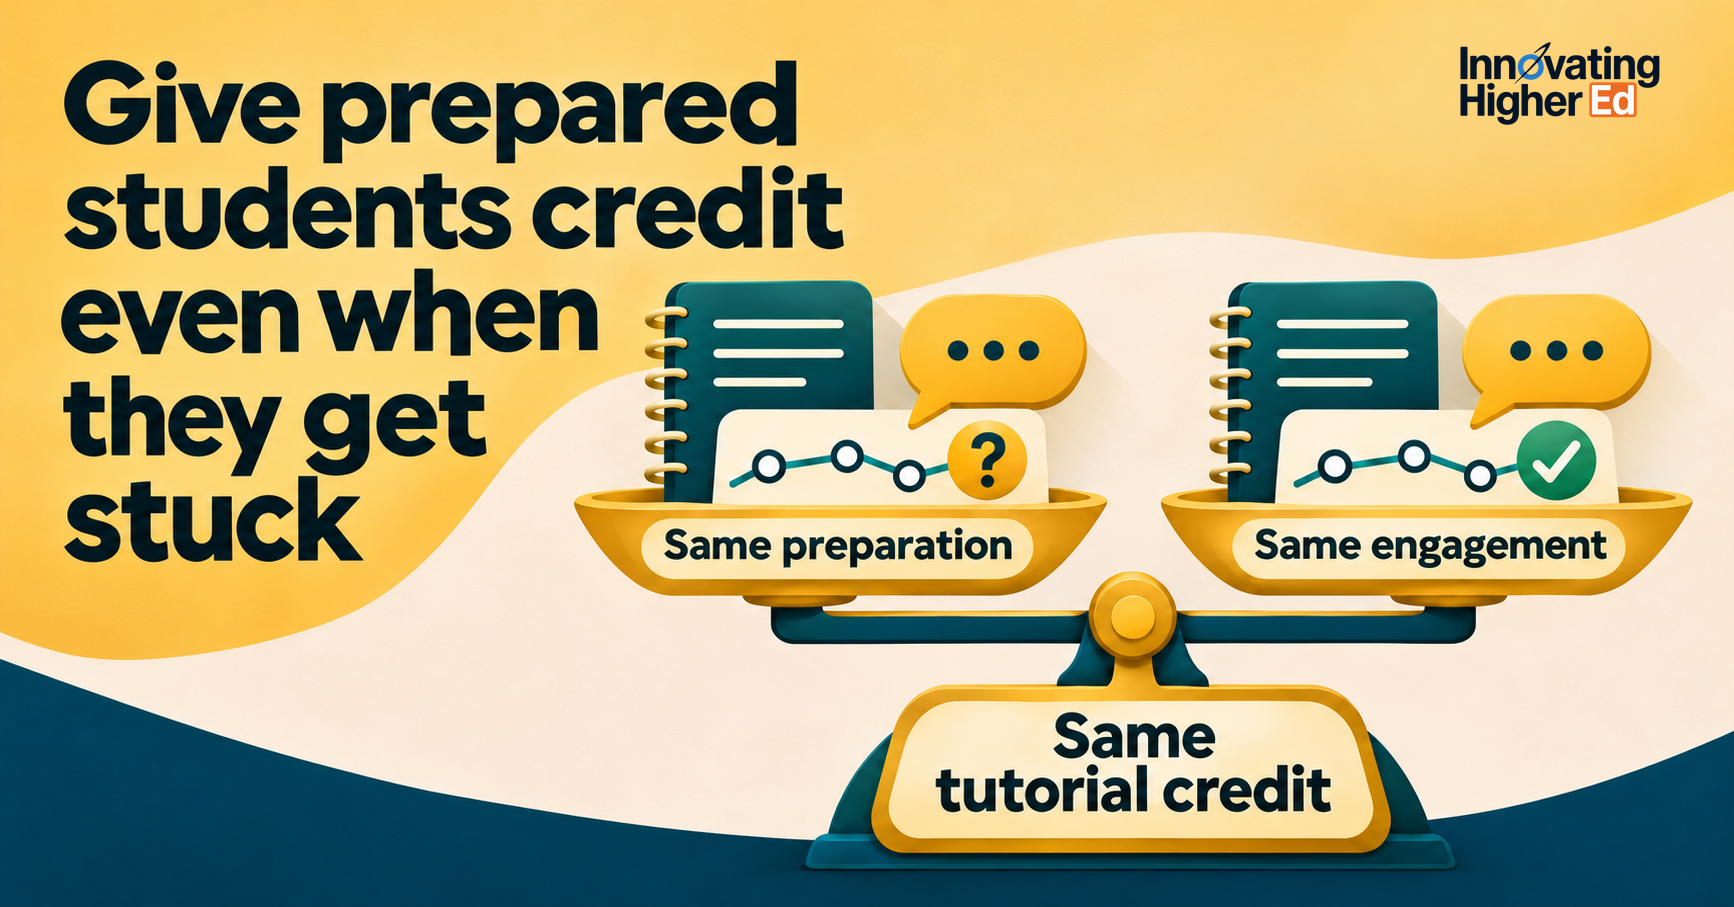 Give prepared
students credit
even when
they get
stuck
Innovating
Higher Ed
?
Same preparation
Same engagement
Same
tutorial credit